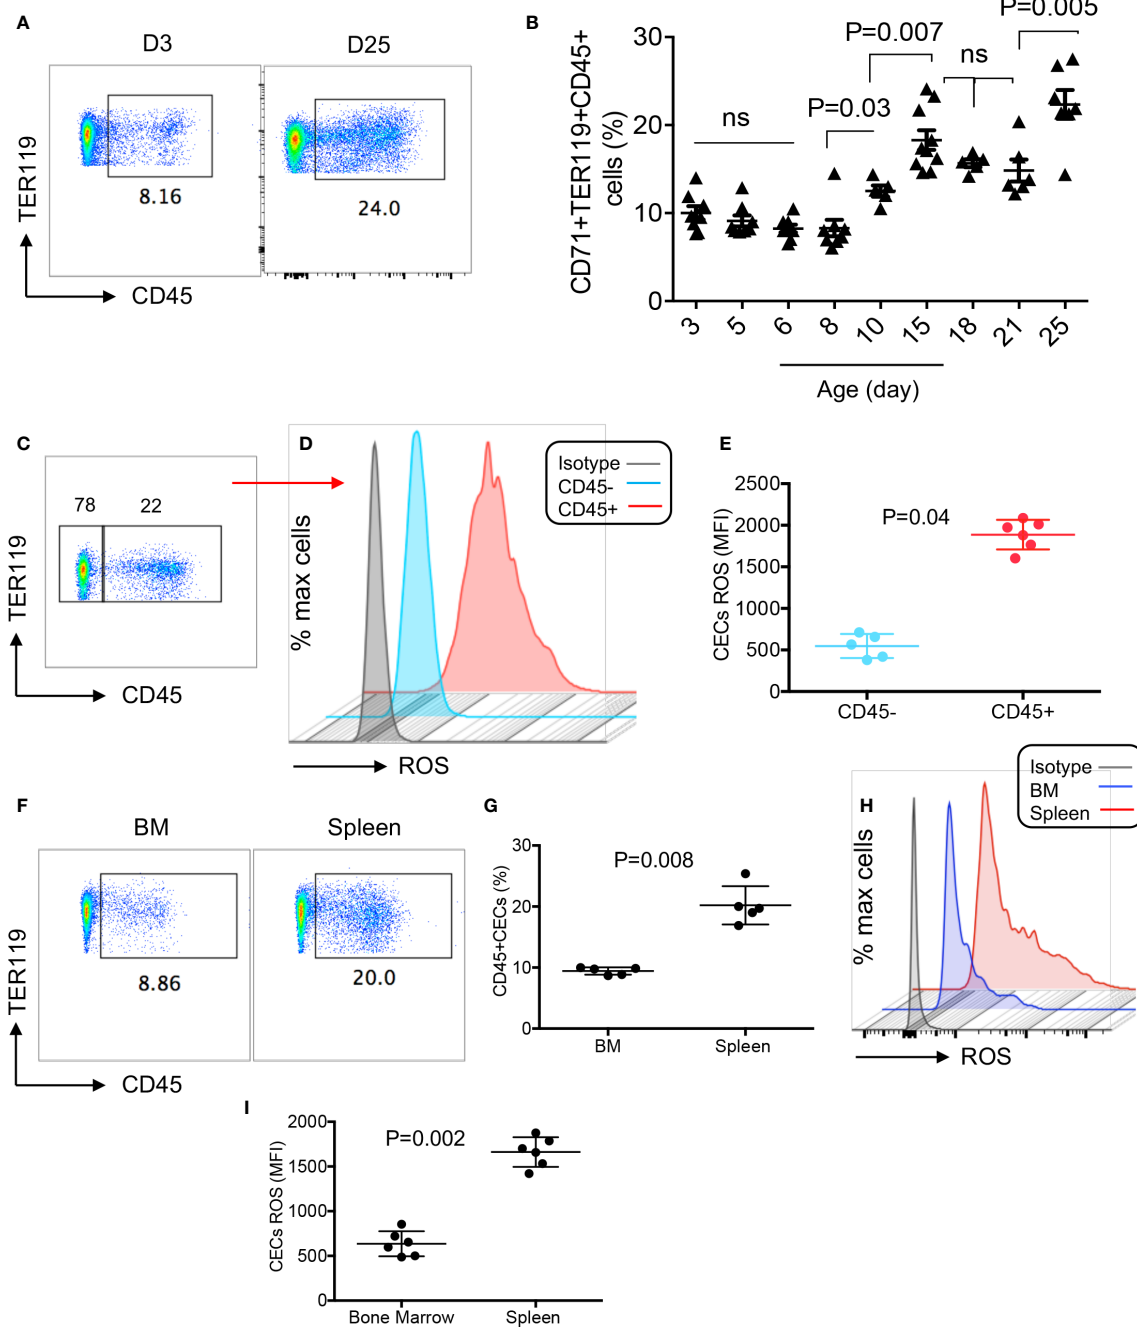 A
D3
D25
TER119
8.16
24.0
CD45
B
CD71+TER119+CD45+
cells (%)
30
20
10
0
ns
P=0.03
P=0.007
ns
P=0.005
3
5
6
8
10
15
18
21
25
Age (day)
C
78
22
TER119
CD45
D
Isotype
CD45-
CD45+
% max cells
ROS
E
CECs ROS (MFI)
2500
2000
1500
1000
500
0
P=0.04
CD45-
CD45+
F
BM
Spleen
TER119
8.86
20.0
CD45
G
CD45+CECs (%)
30
20
10
0
P=0.008
BM
Spleen
H
Isotype
BM
Spleen
% max cells
ROS
I
CECs ROS (MFI)
2000
1500
1000
500
0
P=0.002
Bone Marrow
Spleen